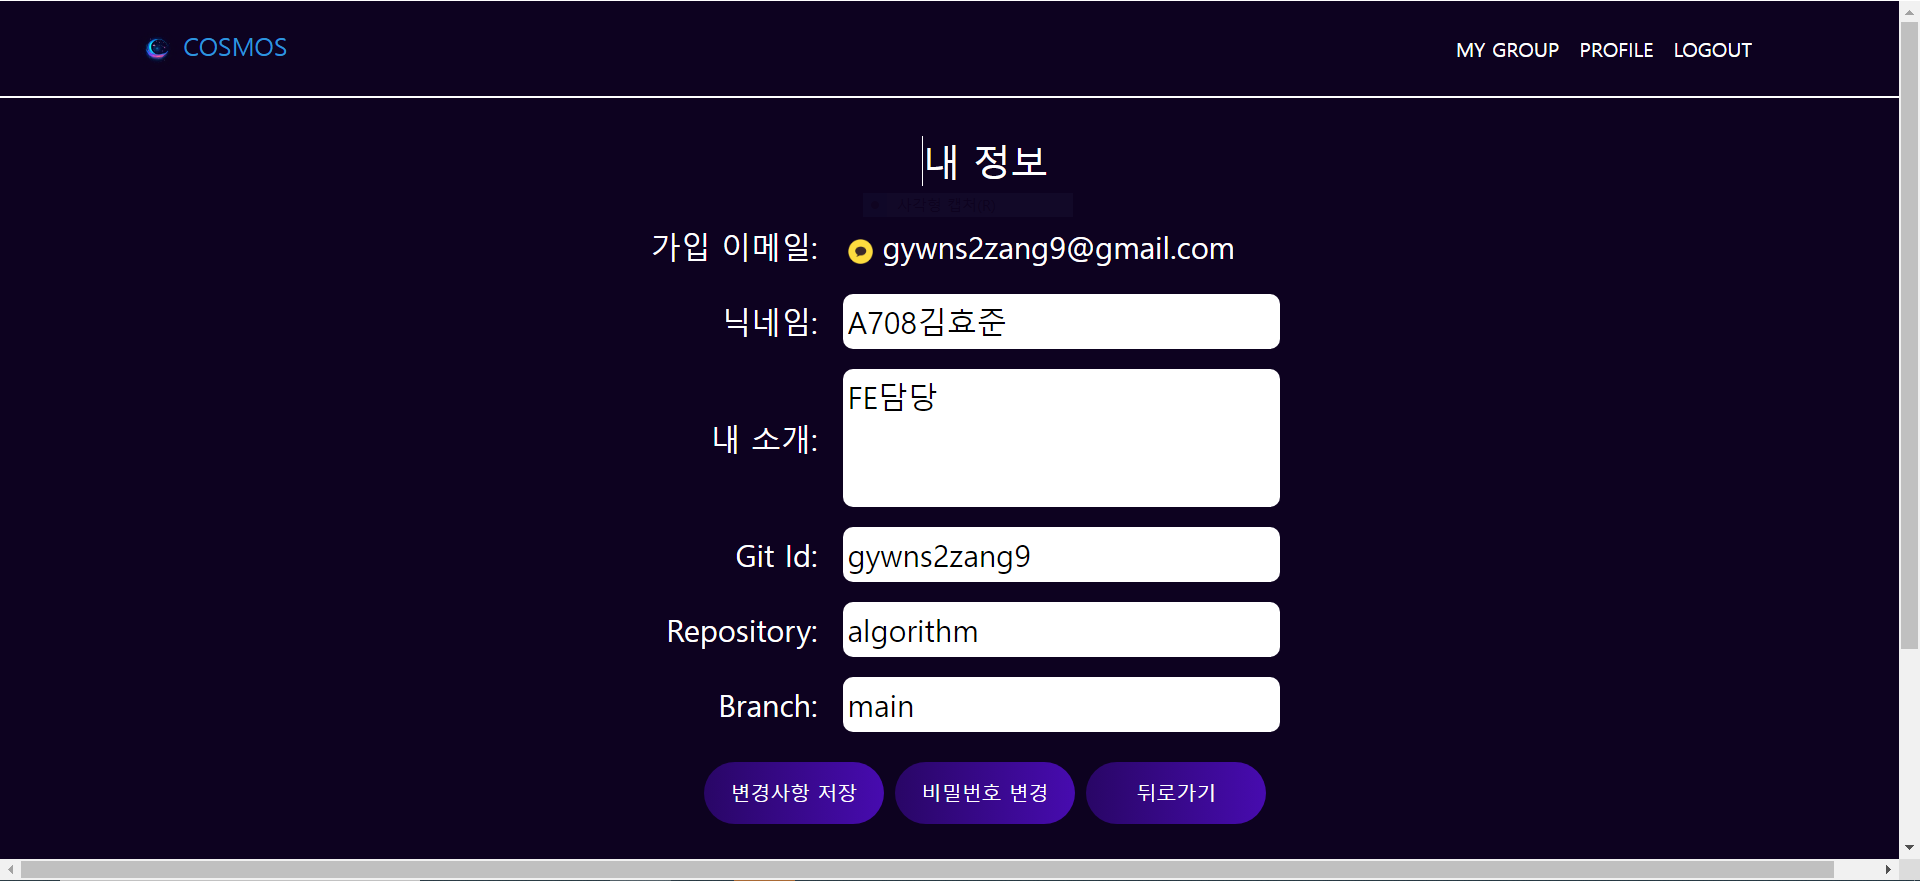 COSMOS
MY GROUP PROFILE LOGOUT
내 정보
가입 이메일: gywns2zang9@gmail.com
닉네임: A708김효준
내 소개: FE담당
Git Id: gywns2zang9
Repository: algorithm
Branch: main
변경사항 저장 비밀번호 변경 뒤로가기